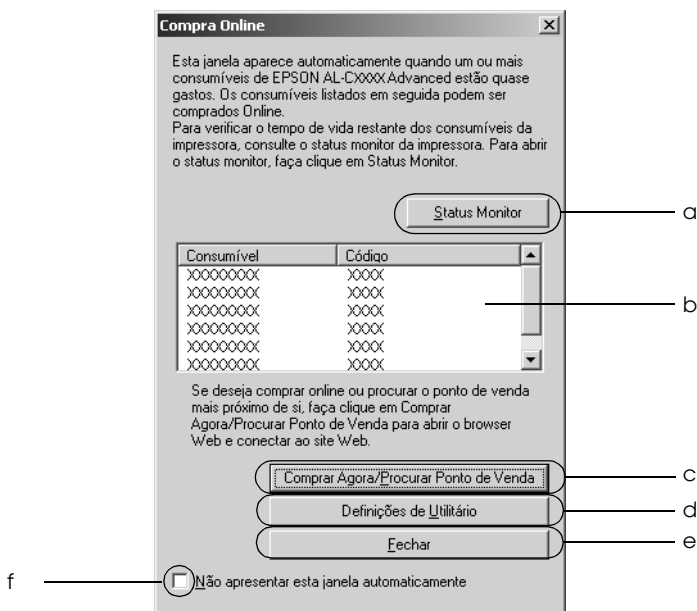 Compra Online
Esta janela aparece automaticamente quando um ou mais
consumíveis de EPSON AL-CXXXX Advanced estão quase
gastos. Os consumíveis listados em seguida podem ser
comprados Online.
Para verificar o tempo de vida restante dos consumíveis da
impressora, consulte o status monitor da impressora. Para abrir
o status monitor, faça clique em Status Monitor.
Status Monitor
a
Consumível Código
XXXXXXXX XXXX
XXXXXXXX XXXX
XXXXXXXX XXXX
XXXXXXXX XXXX
XXXXXXXX XXXX
XXXXXXXX XXXX
b
Se deseja comprar online ou procurar o ponto de venda
mais próximo de si, faça clique em Comprar
Agora/Procurar Ponto de Venda para abrir o browser
Web e conectar ao site Web.
Comprar Agora/Procurar Ponto de Venda
c
Definições de Utilitário
d
Fechar
e
f
Não apresentar esta janela automaticamente